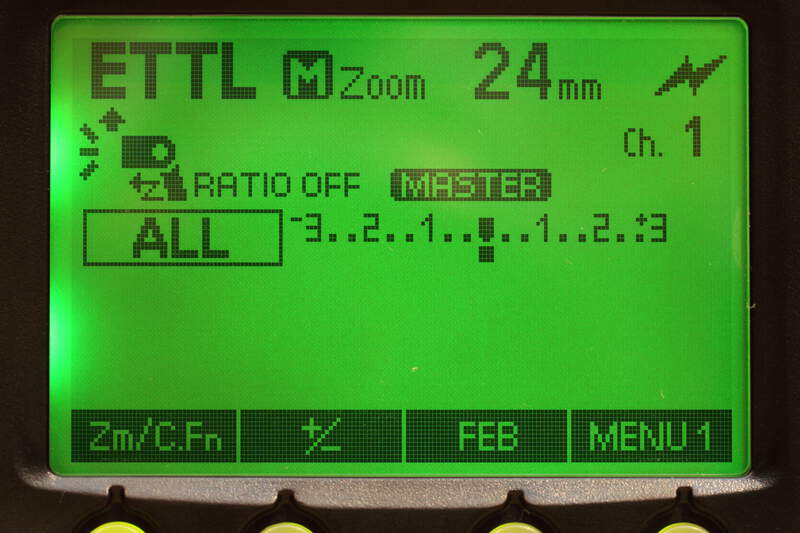 ETTL M Zoom 24mm
Ch. 1
RATIO OFF MASTER
ALL -3..2..1..0..1..2..+3
Zm/C.Fn +/- FEB MENU 1